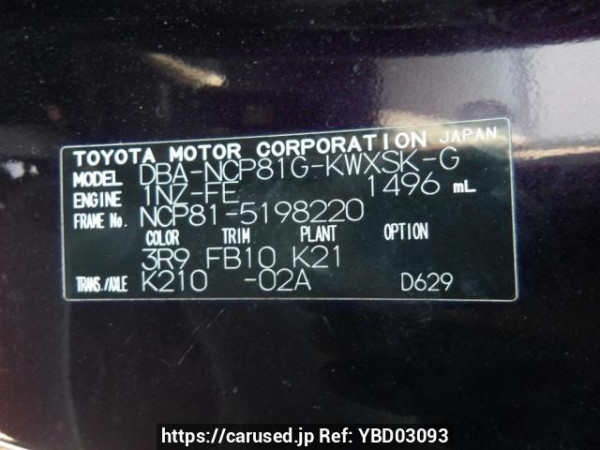 TOYOTA MOTOR CORPORATION JAPAN
MODEL DBA-NCP81G-KWXSK-G
ENGINE 1NZ-FE 1496 mL
FRAME No. NCP81-5198220
COLOR TRIM PLANT OPTION
3R9 FB10 K21
TRANS./AXLE K210 -02A D629
https://carused.jp Ref: YBD03093